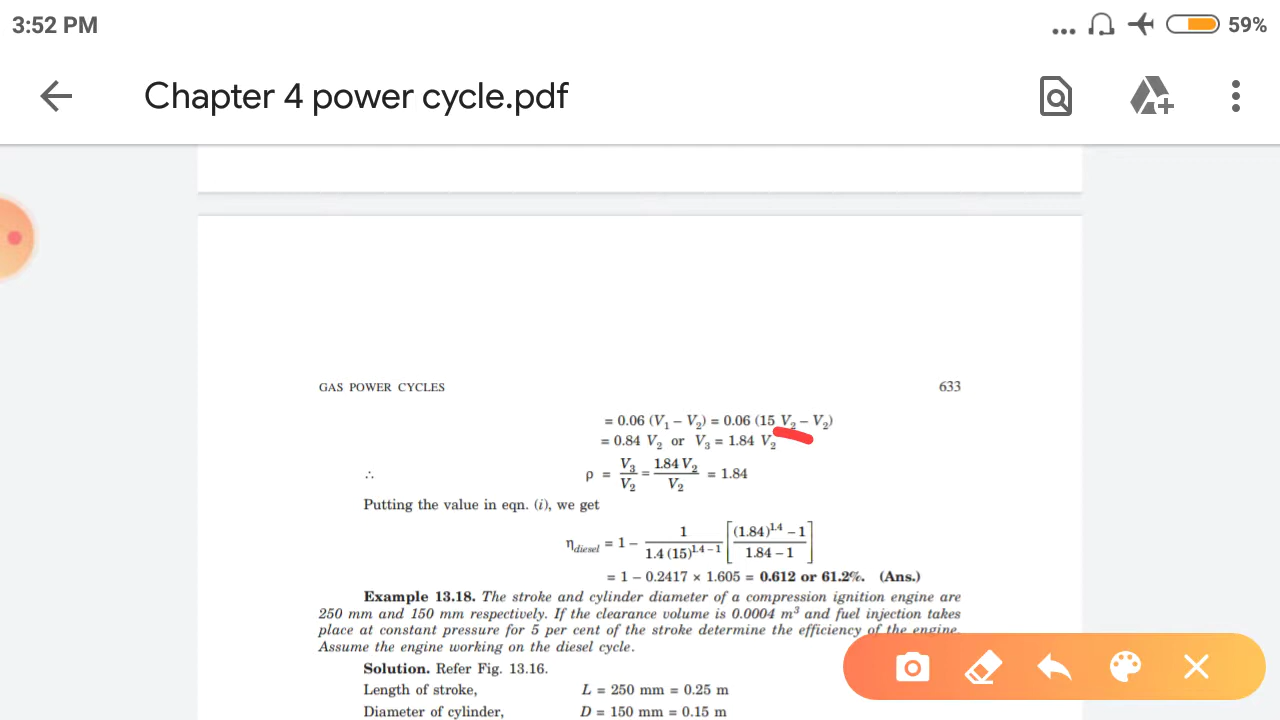 3:52 PM
59%
Chapter 4 power cycle.pdf
GAS POWER CYCLES 633
= 0.06 (V₁ – V₂) = 0.06 (15 V₂ – V₂)
= 0.84 V₂ or V₃ = 1.84 V₂
∴ ρ = V₃/V₂ = 1.84 V₂/V₂ = 1.84
Putting the value in eqn. (i), we get
η_diesel = 1 – 1/(1.4 (15)^(1.4 – 1)) [((1.84)^1.4 – 1)/(1.84 – 1)]
= 1 – 0.2417 × 1.605 = 0.612 or 61.2%. (Ans.)
Example 13.18. The stroke and cylinder diameter of a compression ignition engine are
250 mm and 150 mm respectively. If the clearance volume is 0.0004 m³ and fuel injection takes
place at constant pressure for 5 per cent of the stroke determine the efficiency of the engine.
Assume the engine working on the diesel cycle.
Solution. Refer Fig. 13.16.
Length of stroke, L = 250 mm = 0.25 m
Diameter of cylinder, D = 150 mm = 0.15 m